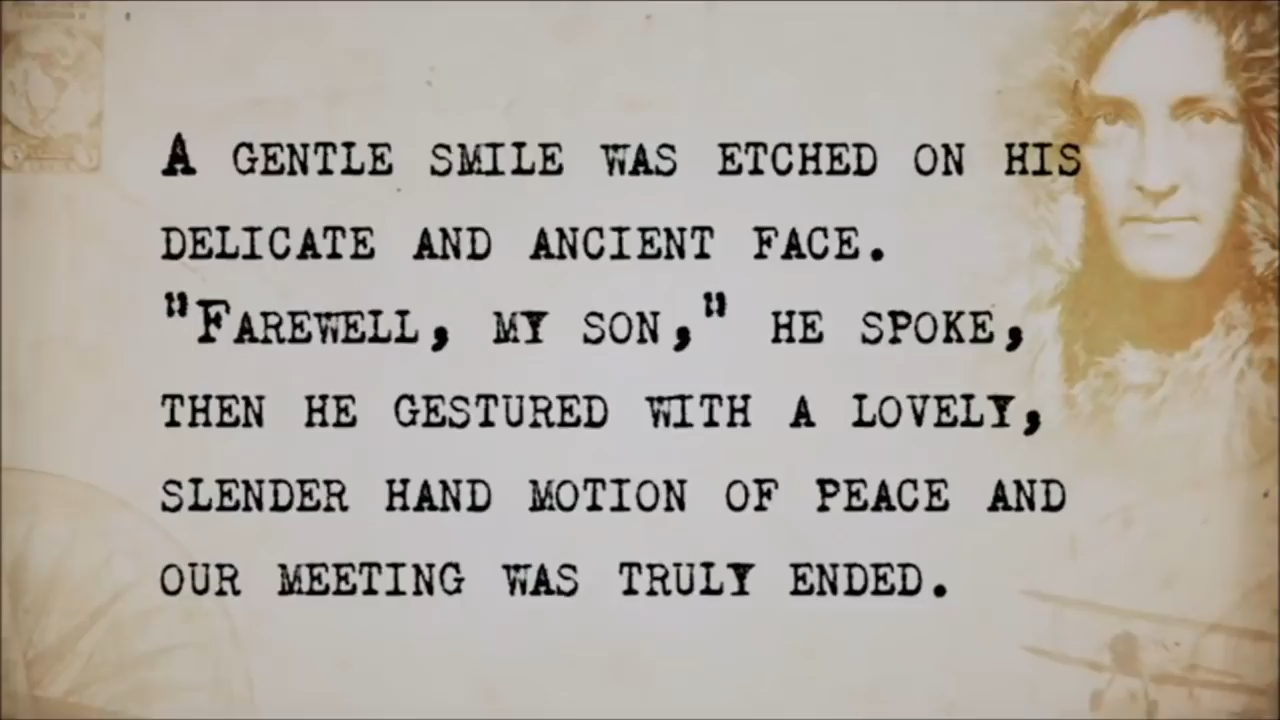 A GENTLE SMILE WAS ETCHED ON HIS
DELICATE AND ANCIENT FACE.
"FAREWELL, MY SON," HE SPOKE,
THEN HE GESTURED WITH A LOVELY,
SLENDER HAND MOTION OF PEACE AND
OUR MEETING WAS TRULY ENDED.